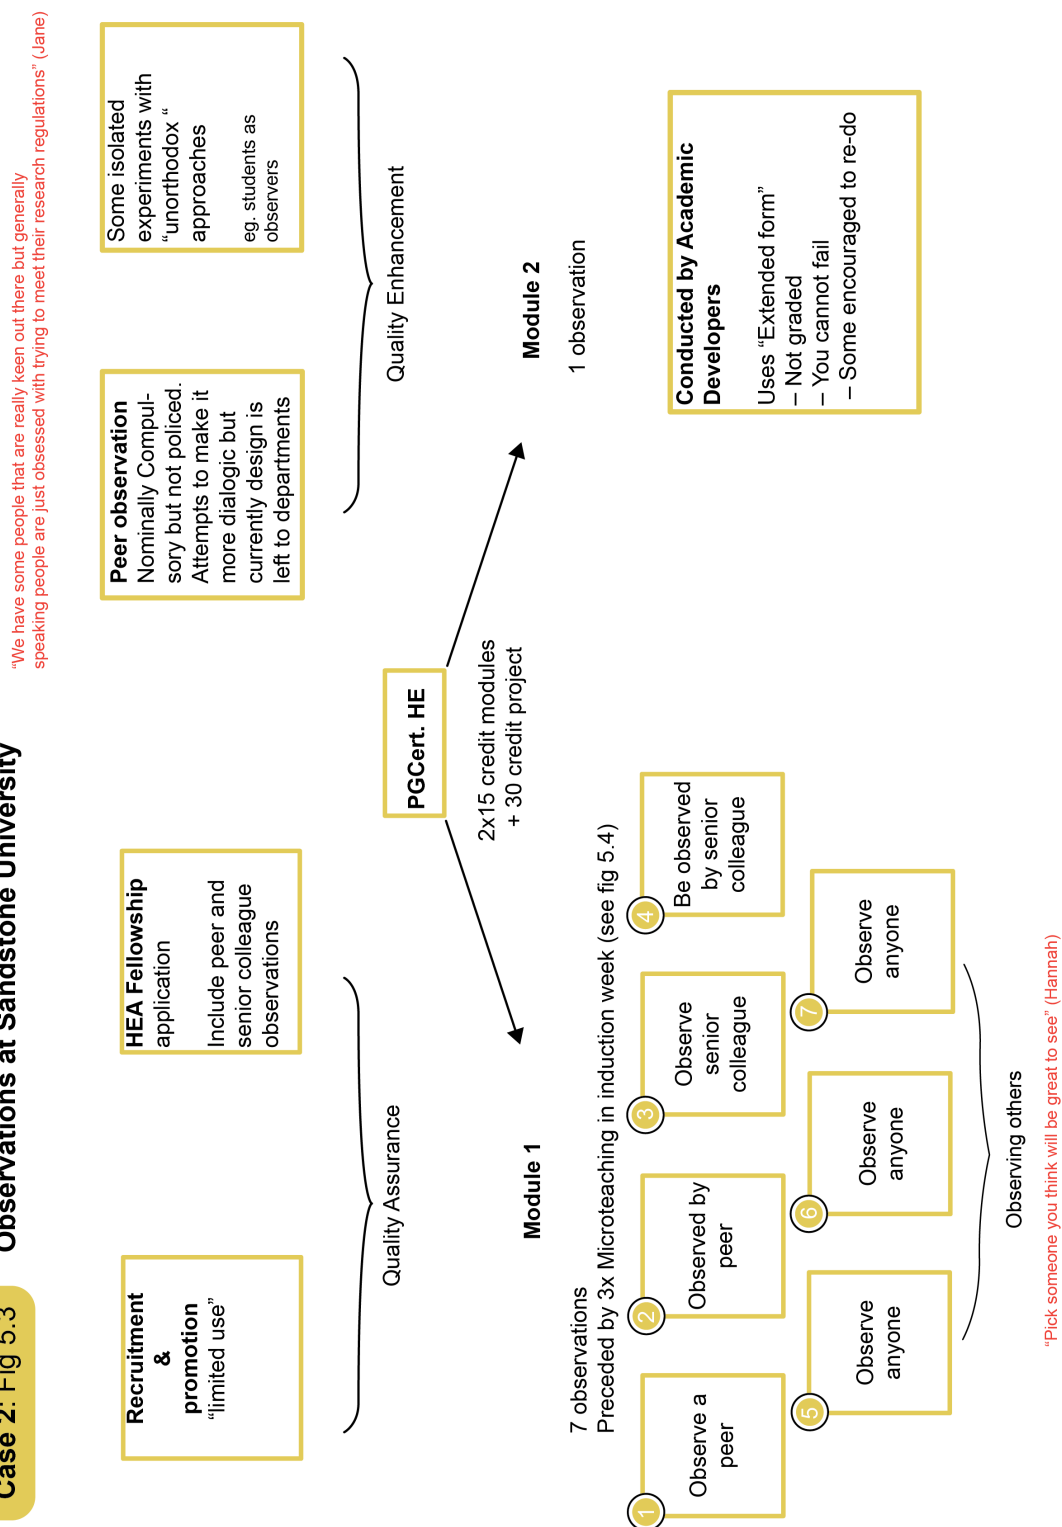 Case 2: Fig 5.3
Observations at Sandstone University
“We have some people that are really keen out there but generally
speaking people are just obsessed with trying to meet their research regulations” (Jane)
Recruitment
&
promotion
“limited use”
HEA Fellowship
application
Include peer and
senior colleague
observations
Peer observation
Nominally Compul-
sory but not policed.
Attempts to make it
more dialogic but
currently design is
left to departments
Some isolated
experiments with
“unorthodox “
approaches
eg. students as
observers
Quality Assurance
Quality Enhancement
PGCert. HE
2x15 credit modules
+ 30 credit project
Module 1
7 observations
Preceded by 3x Microteaching in induction week (see fig 5.4)
1
Observe a
peer
2
Observed by
peer
3
Observe
senior
colleague
4
Be observed
by senior
colleague
5
Observe
anyone
6
Observe
anyone
7
Observe
anyone
Observing others
“Pick someone you think will be great to see” (Hannah)
Module 2
1 observation
Conducted by Academic
Developers
Uses “Extended form”
– Not graded
– You cannot fail
– Some encouraged to re-do